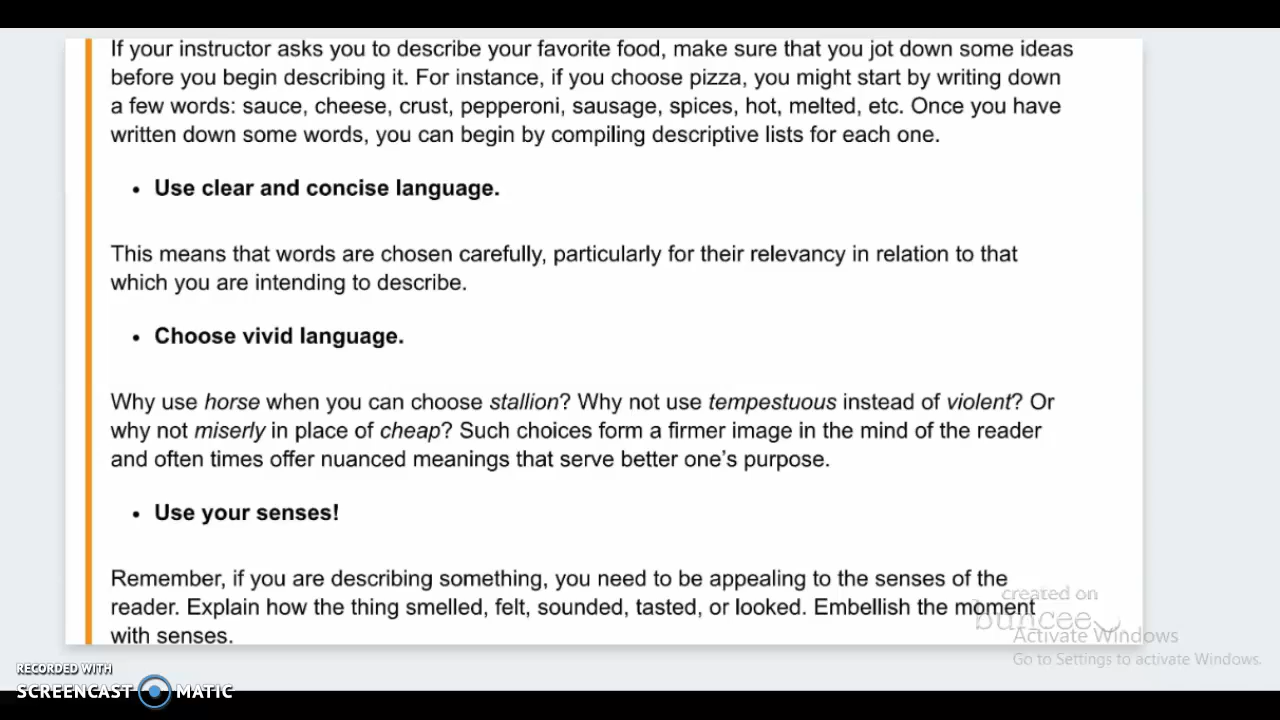 If your instructor asks you to describe your favorite food, make sure that you jot down some ideas
before you begin describing it. For instance, if you choose pizza, you might start by writing down
a few words: sauce, cheese, crust, pepperoni, sausage, spices, hot, melted, etc. Once you have
written down some words, you can begin by compiling descriptive lists for each one.
• Use clear and concise language.
This means that words are chosen carefully, particularly for their relevancy in relation to that
which you are intending to describe.
• Choose vivid language.
Why use horse when you can choose stallion? Why not use tempestuous instead of violent? Or
why not miserly in place of cheap? Such choices form a firmer image in the mind of the reader
and often times offer nuanced meanings that serve better one's purpose.
• Use your senses!
Remember, if you are describing something, you need to be appealing to the senses of the
reader. Explain how the thing smelled, felt, sounded, tasted, or looked. Embellish the moment
with senses.
created on
buncee
Activate Windows
Go to Settings to activate Windows.
RECORDED WITH
SCREENCAST MATIC